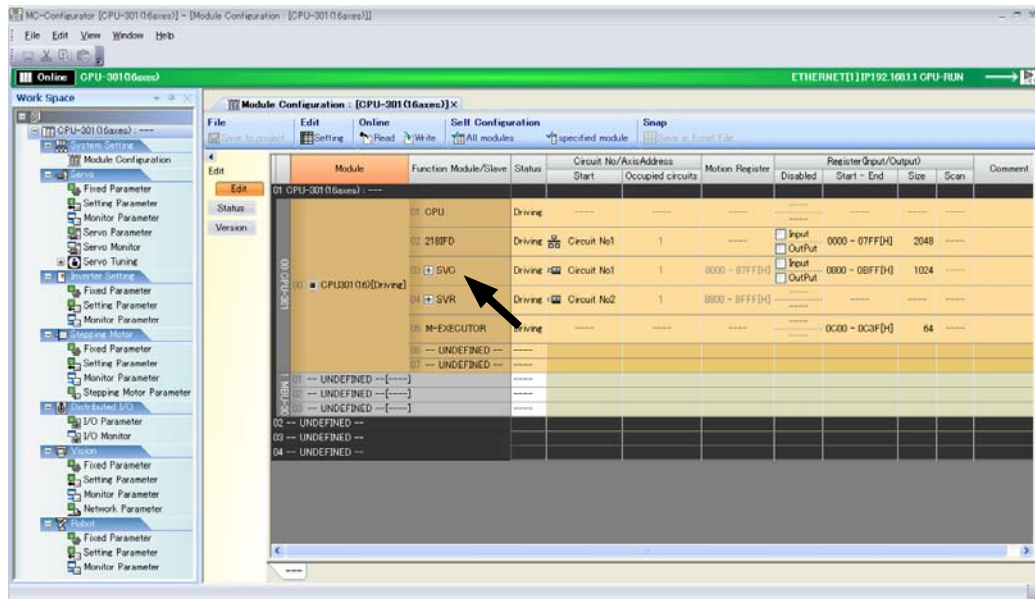 MC-Configurator [CPU-301(16axes)] - [Module Configuration : [CPU-301(16axes)]]
File Edit View Window Help
Online CPU-301(16axes) ETHERNET[1] IP192.168.1.1 CPU-RUN
Work Space
Module Configuration : [CPU-301(16axes)]
CPU-301(16axes) : ----
System Setting
Module Configuration
Servo
Fixed Parameter
Setting Parameter
Monitor Parameter
Servo Parameter
Servo Monitor
Servo Tuning
Inverter Setting
Fixed Parameter
Setting Parameter
Monitor Parameter
Stepping Motor
Fixed Parameter
Setting Parameter
Monitor Parameter
Stepping Motor Parameter
Distributed I/O
I/O Parameter
I/O Monitor
Vision
Fixed Parameter
Setting Parameter
Monitor Parameter
Network Parameter
Robot
Fixed Parameter
Setting Parameter
Monitor Parameter
File Edit Online Self Configuration Snap
Save to project Setting Read Write All modules specified module Save in Excel File
Edit
Edit
Status
Version
Module Function Module/Slave Status Circuit No/AxisAddress Motion Register Register(Input/Output) Comment
Start Occupied circuits Disabled Start - End Size Scan
01 CPU-301(16axes) : ----
00 CPU-301
00 CPU301(16)[Driving]
01 CPU Driving ---- ---- ---- ---- ---- ---- ----
02 218IFD Driving Circuit No1 1 ---- Input OutPut 0000 - 07FF[H] 2048 ----
03 SVC Driving Circuit No1 1 8000 - 87FF[H] Input OutPut 0800 - 0BFF[H] 1024 ----
04 SVR Driving Circuit No2 1 8800 - 8FFF[H] ---- ---- ---- ----
05 M-EXECUTOR Driving ---- ---- ---- ---- 0C00 - 0C3F[H] 64 ----
06 -- UNDEFINED -- ----
07 -- UNDEFINED -- ----
01 -- UNDEFINED --[----] ----
02 -- UNDEFINED --[----] ----
03 -- UNDEFINED --[----] ----
02 -- UNDEFINED --
03 -- UNDEFINED --
04 -- UNDEFINED --
----